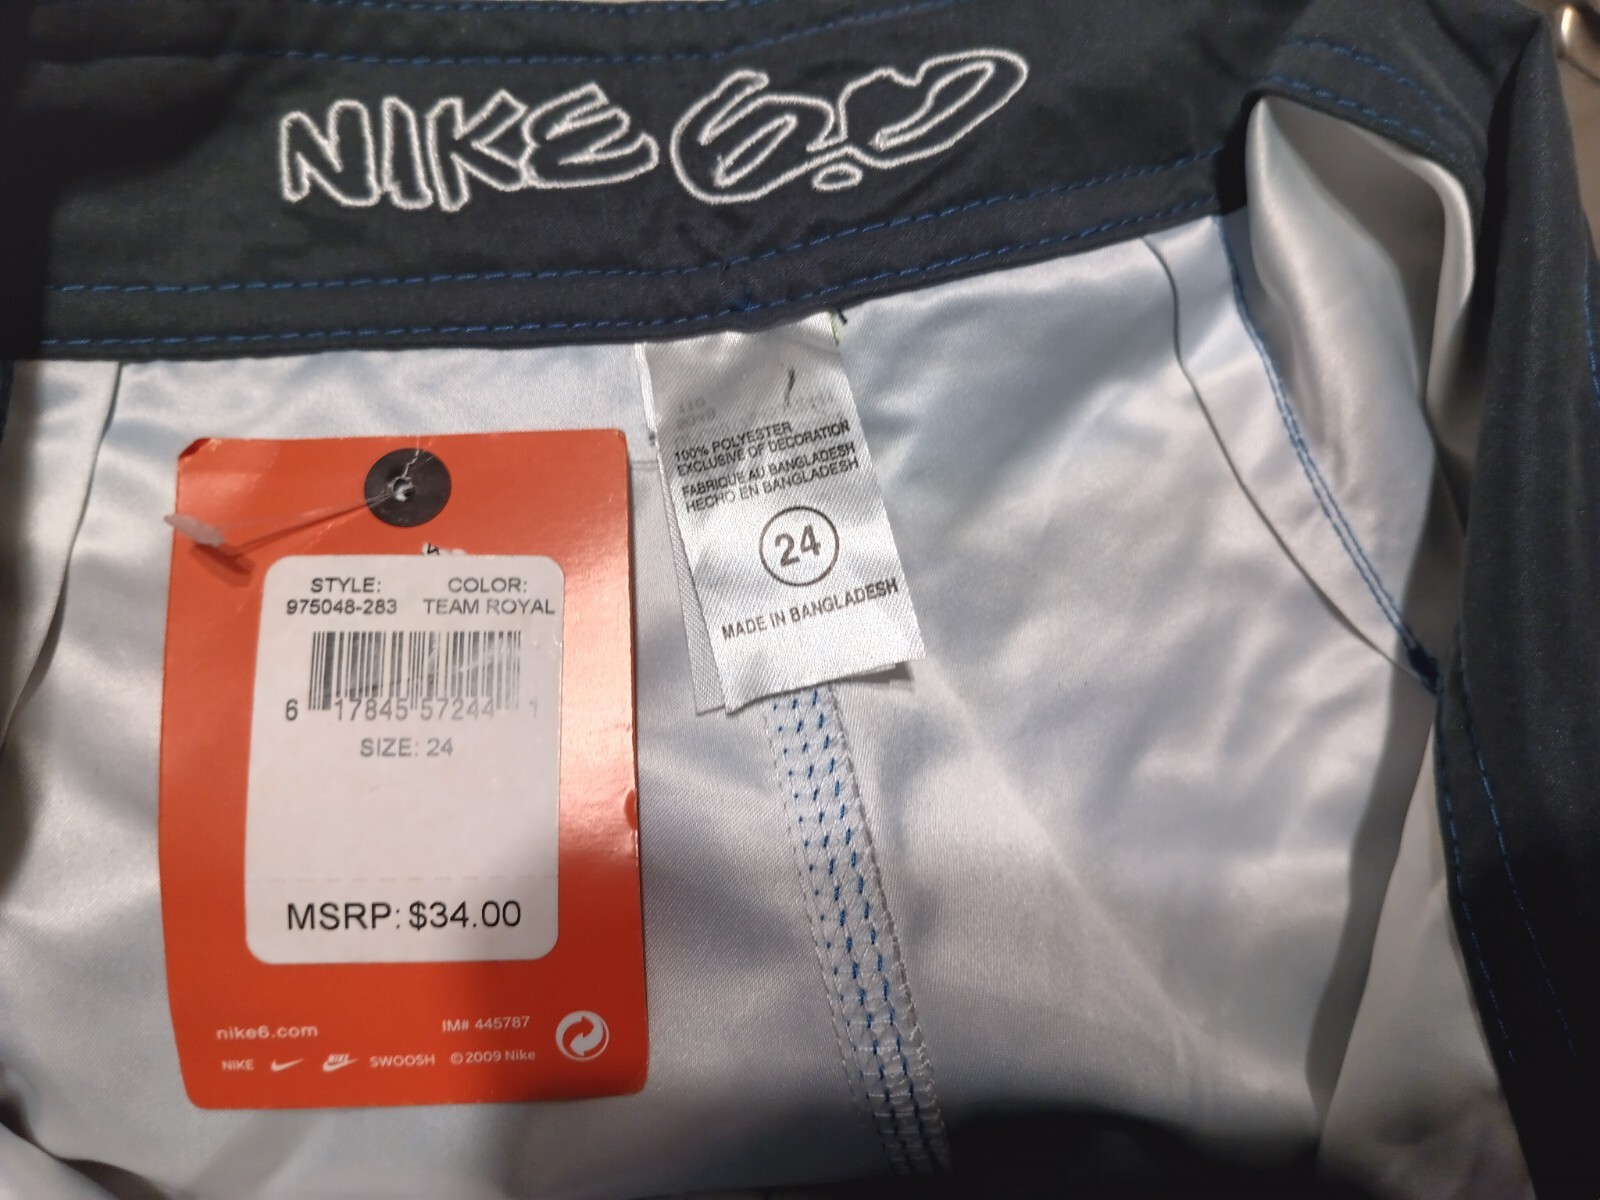 NIKE 6.0
100% POLYESTER
EXCLUSIVE OF DECORATION
FABRIQUE AU BANGLADESH
HECHO EN BANGLADESH
24
MADE IN BANGLADESH
STYLE: COLOR:
975048-283 TEAM ROYAL
6 17845 57244 1
SIZE: 24
MSRP: $34.00
nike6.com IM# 445787
NIKE NIKE SWOOSH ©2009 Nike